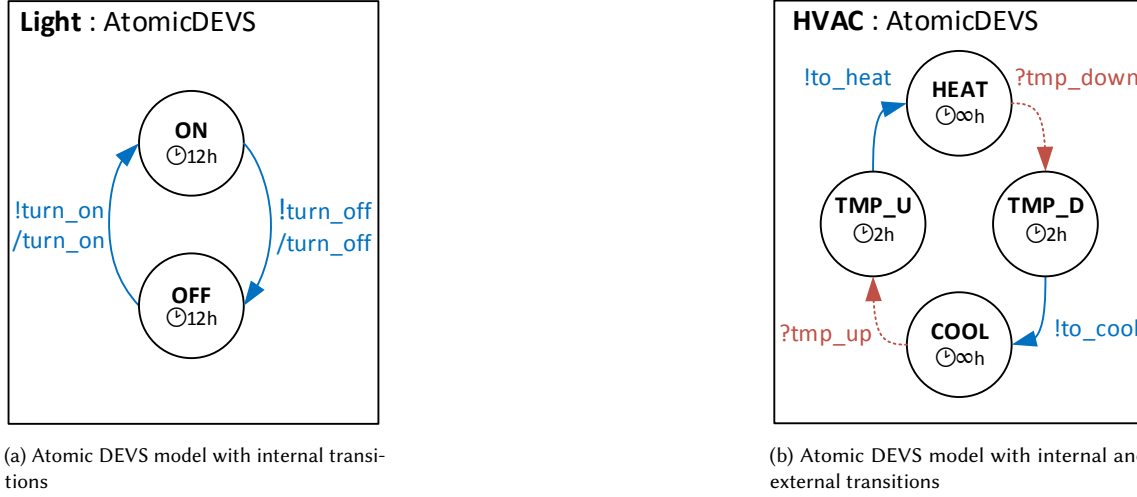 Light : AtomicDEVS
ON
12h
!turn_on
/turn_on
!turn_off
/turn_off
OFF
12h
(a) Atomic DEVS model with internal transi-
tions
HVAC : AtomicDEVS
!to_heat
HEAT
∞h
?tmp_down
TMP_U
2h
TMP_D
2h
?tmp_up
COOL
∞h
!to_cool
(b) Atomic DEVS model with internal and
external transitions